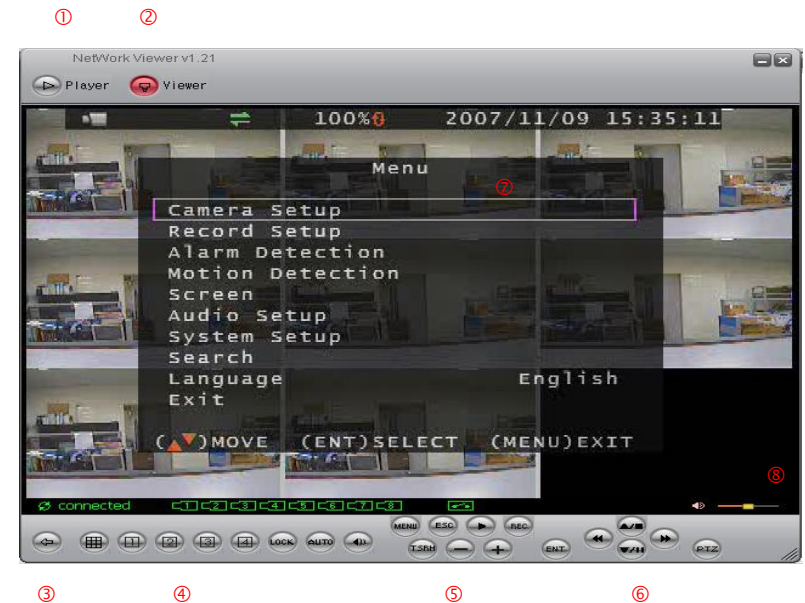 ① ②
NetWork Viewer v1.21
Player Viewer
100% 2007/11/09 15:35:11
Menu
⑦
Camera Setup
Record Setup
Alarm Detection
Motion Detection
Screen
Audio Setup
System Setup
Search
Language English
Exit
( )MOVE (ENT)SELECT (MENU)EXIT
⑧
connected 1 2 3 4 5 6 7 8
MENU ESC REC
1 2 3 4 LOCK AUTO
T.SRH ENT PTZ
③ ④ ⑤ ⑥